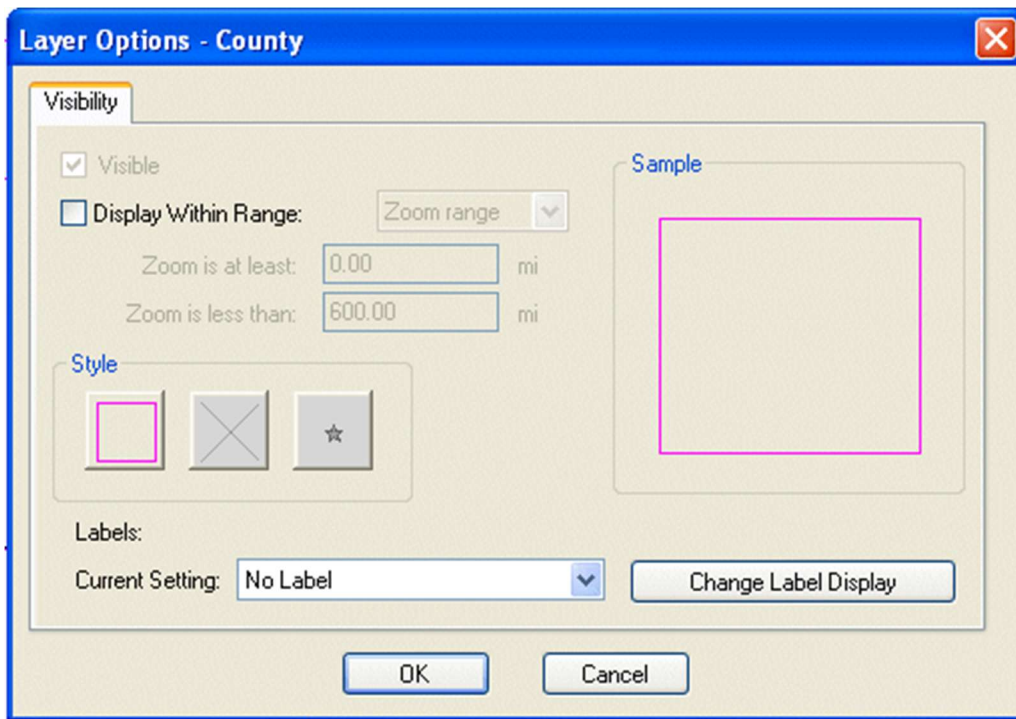 Layer Options - County
Visibility
Visible
Display Within Range: Zoom range
Zoom is at least: 0.00 mi
Zoom is less than: 600.00 mi
Style
Sample
Labels:
Current Setting: No Label
Change Label Display
OK
Cancel